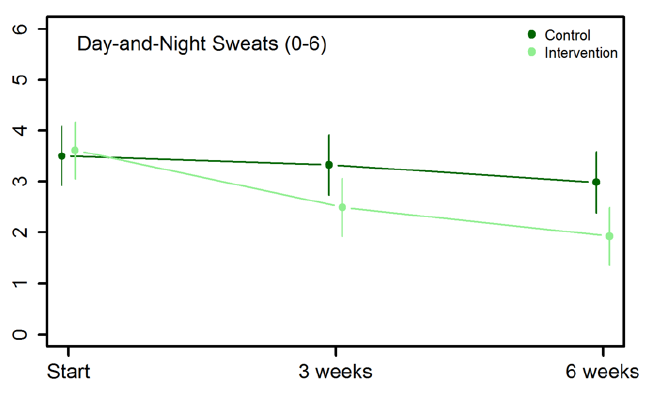 Day-and-Night Sweats (0-6)
Control
Intervention
6
5
4
3
2
1
0
Start 3 weeks 6 weeks